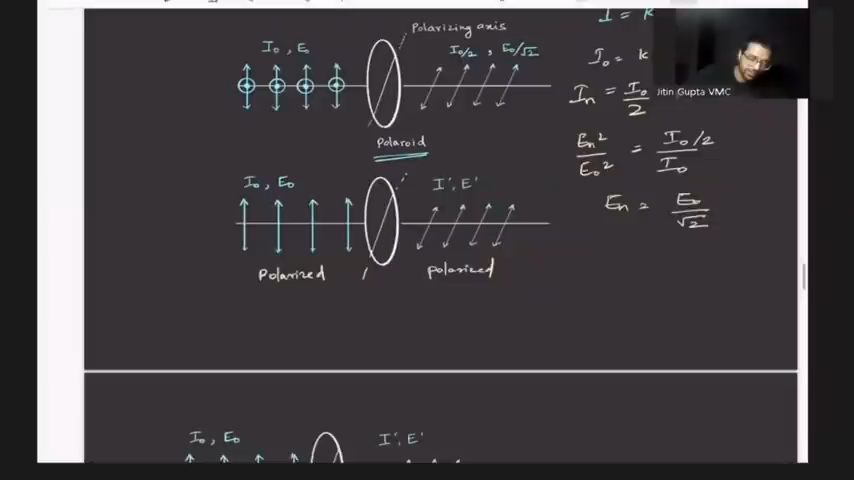 Polarizing axis
I = k
I₀, E₀
I₀/2, E₀/√2
I₀ = k
Iₙ = I₀/2
Jitin Gupta VMC
Polaroid
Eₙ²/E₀² = I₀/2 / I₀
I₀, E₀
I', E'
Eₙ = E₀/√2
Polarized
polarized
I₀, E₀
I', E'